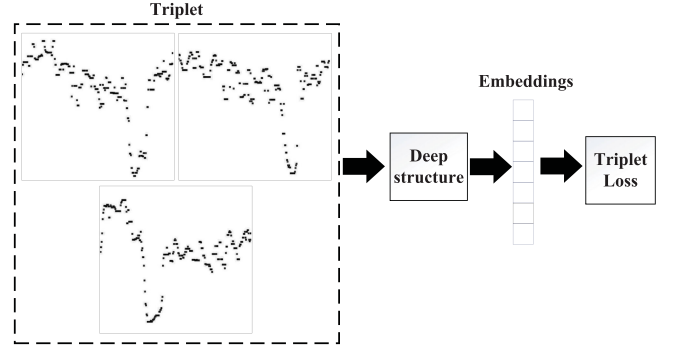 Triplet
Embeddings
Deep
structure
Triplet
Loss